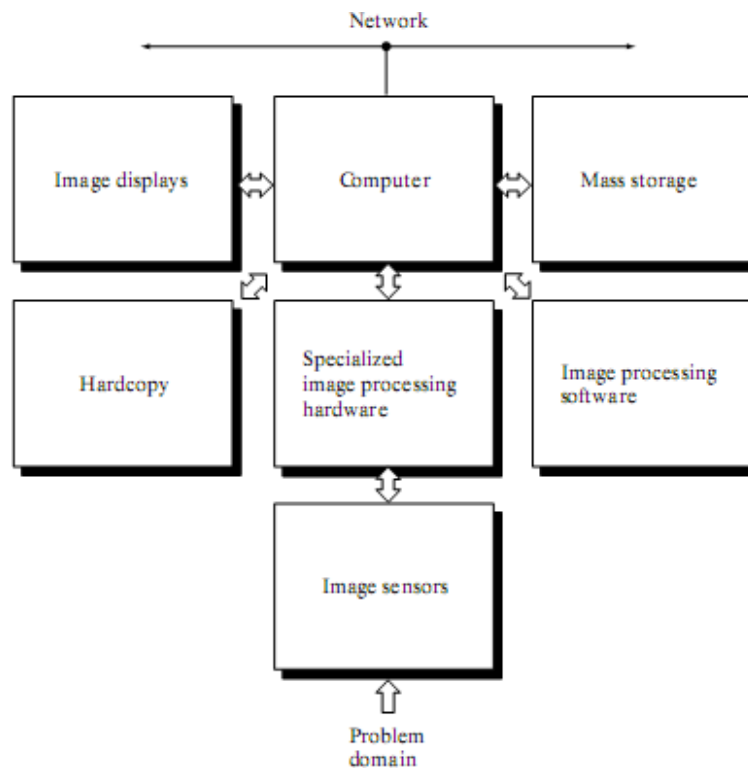 Network
Image displays
Computer
Mass storage
Hardcopy
Specialized
image processing
hardware
Image processing
software
Image sensors
Problem
domain